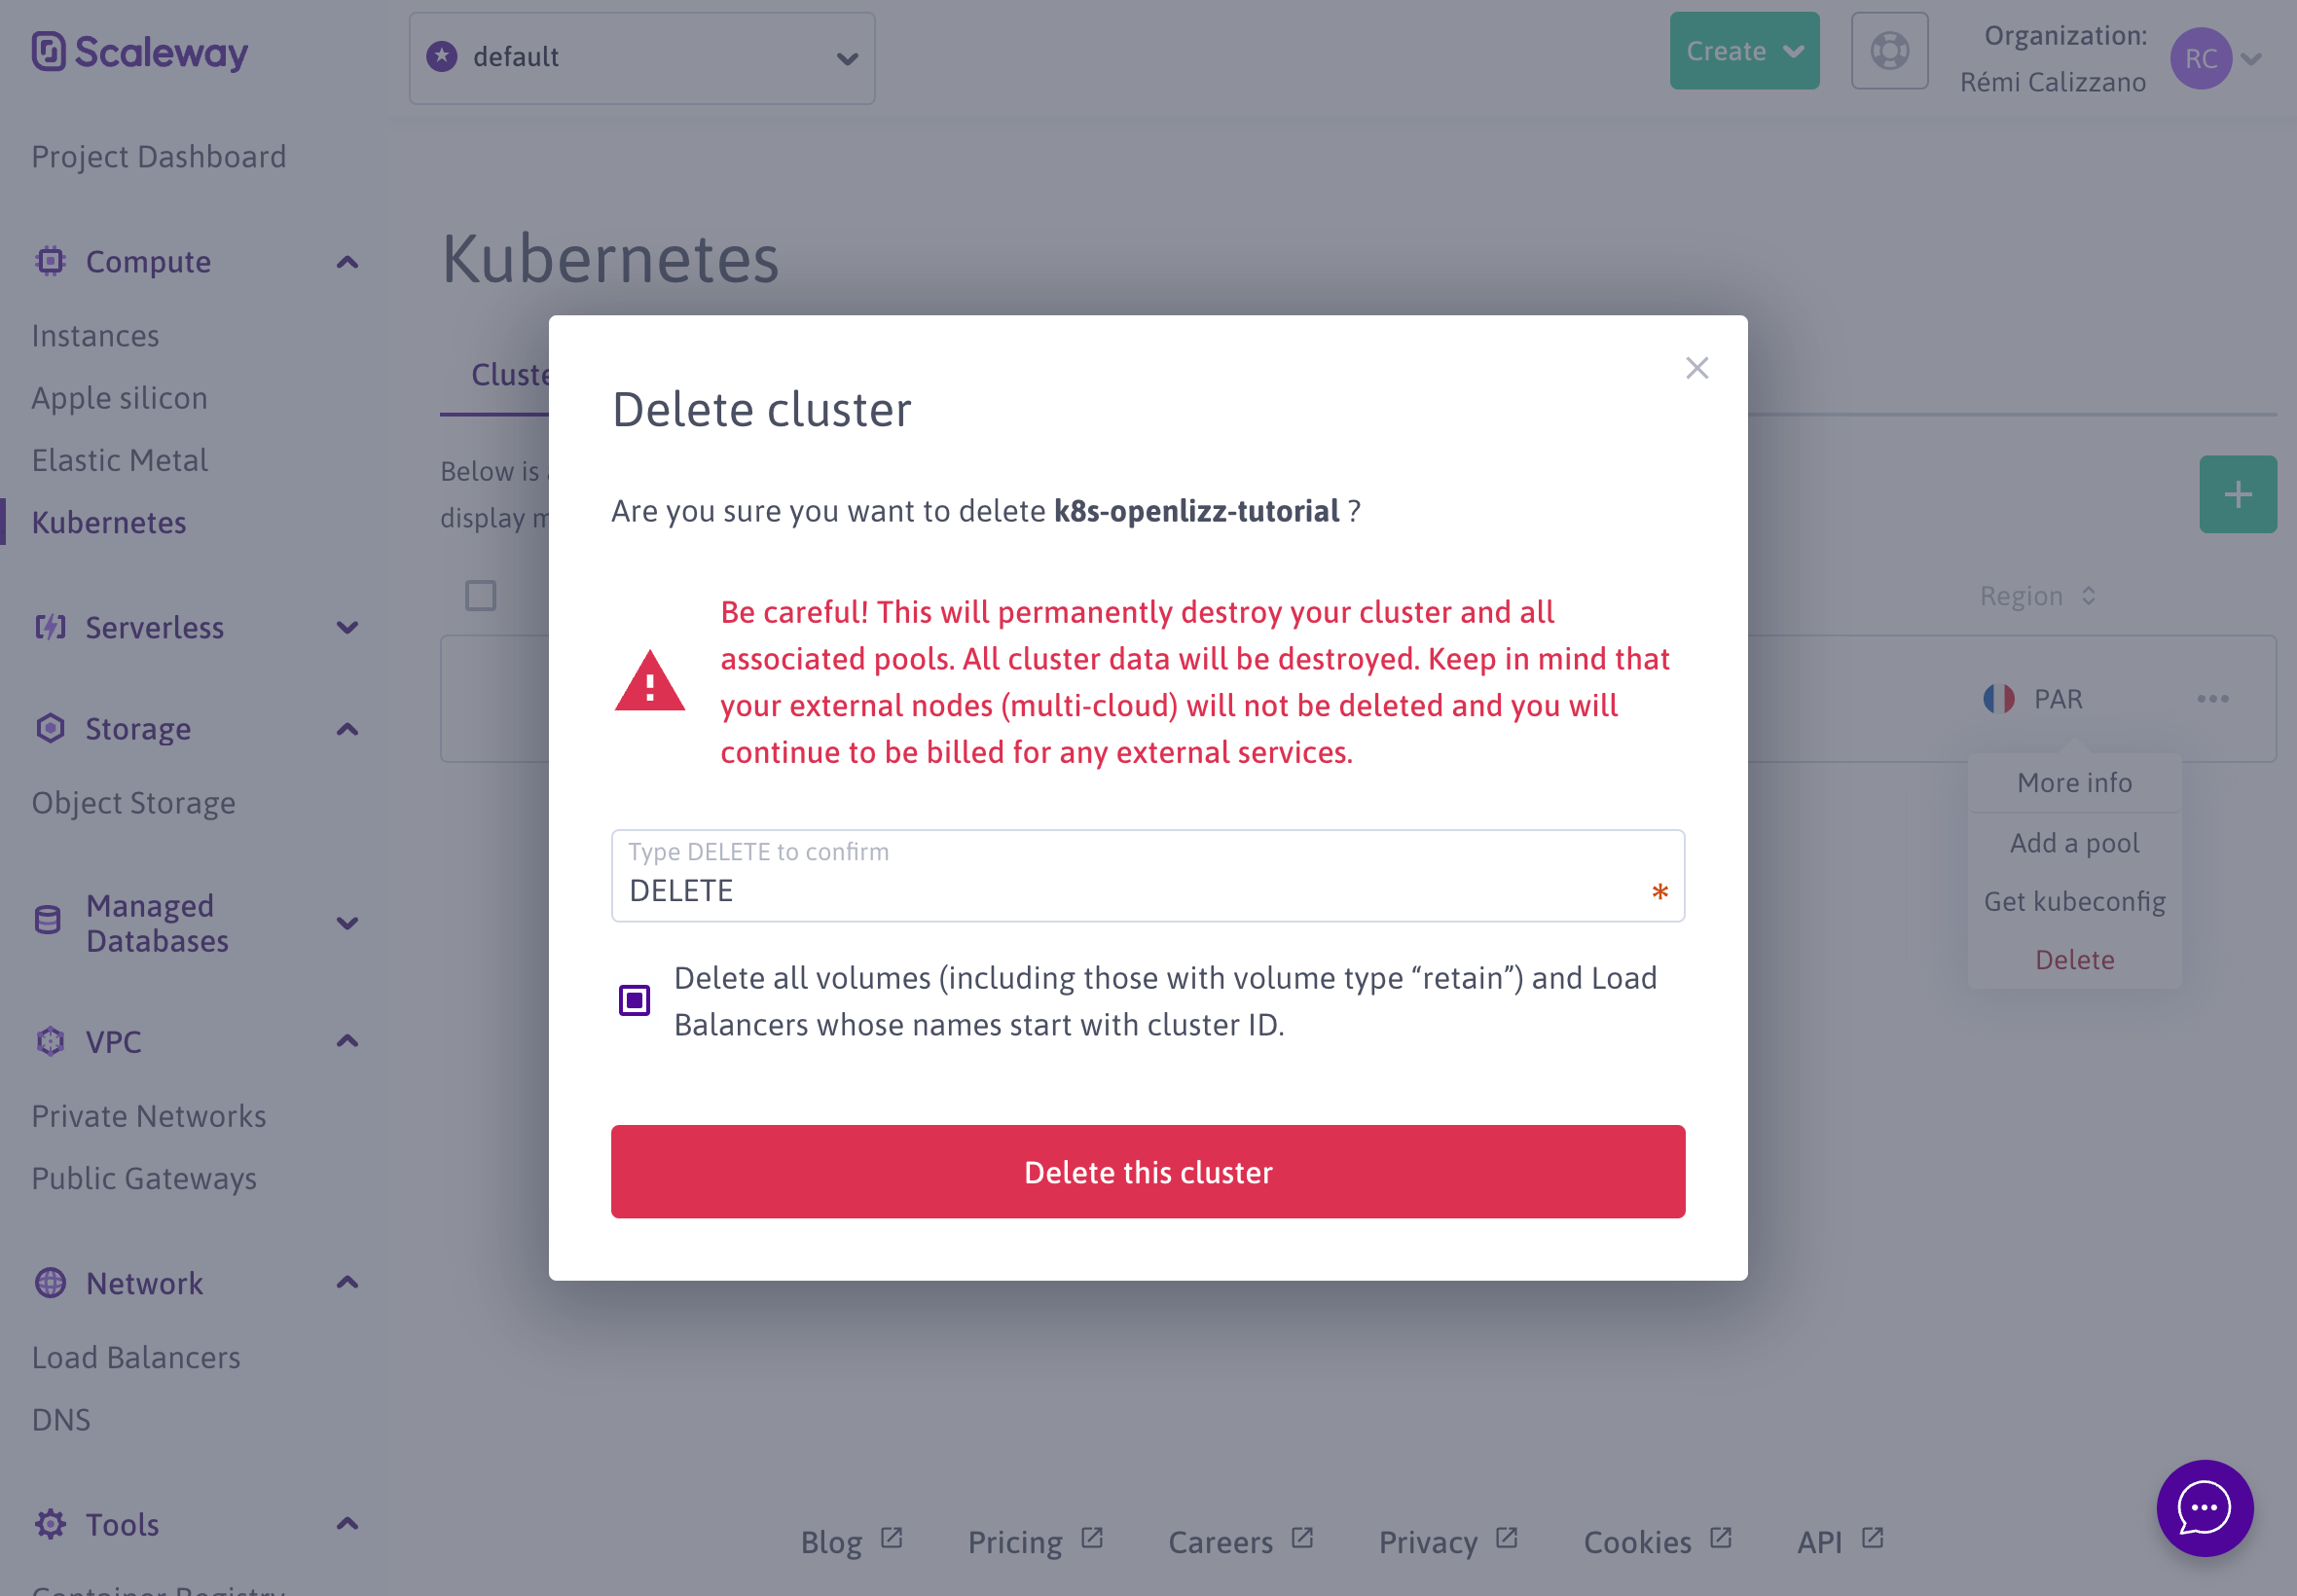 Scaleway
default
Create
Organization:
Rémi Calizzano
RC
Project Dashboard
Compute
Instances
Apple silicon
Elastic Metal
Kubernetes
Serverless
Storage
Object Storage
Managed
Databases
VPC
Private Networks
Public Gateways
Network
Load Balancers
DNS
Tools
Container Registry
Kubernetes
Below is
display
Region
PAR
More info
Add a pool
Get kubeconfig
Delete
Delete cluster
Are you sure you want to delete k8s-openlizz-tutorial ?
Be careful! This will permanently destroy your cluster and all
associated pools. All cluster data will be destroyed. Keep in mind that
your external nodes (multi-cloud) will not be deleted and you will
continue to be billed for any external services.
Type DELETE to confirm
DELETE
*
Delete all volumes (including those with volume type “retain”) and Load
Balancers whose names start with cluster ID.
Delete this cluster
Blog
Pricing
Careers
Privacy
Cookies
API